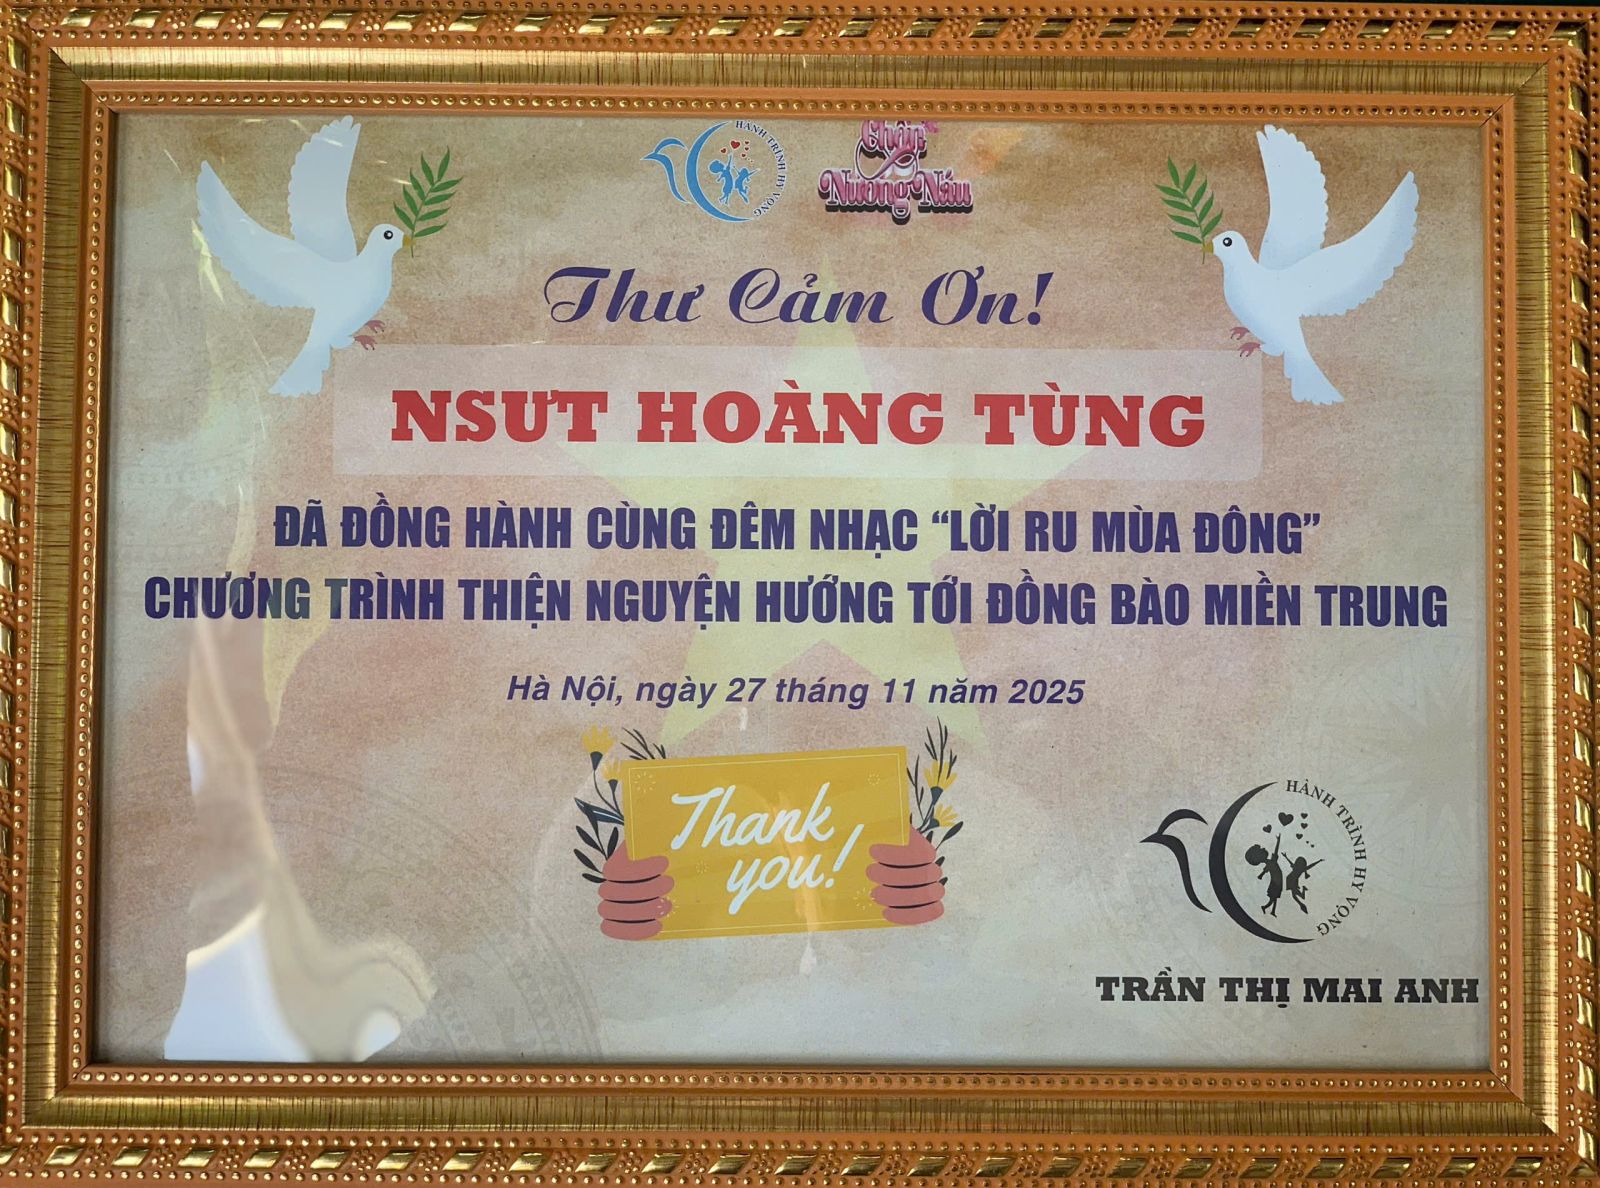 HÀNH TRÌNH HY VỌNG
Chốn
Nương Náu
Thư Cảm Ơn!
NSƯT HOÀNG TÙNG
ĐÃ ĐỒNG HÀNH CÙNG ĐÊM NHẠC “LỜI RU MÙA ĐÔNG”
CHƯƠNG TRÌNH THIỆN NGUYỆN HƯỚNG TỚI ĐỒNG BÀO MIỀN TRUNG
Hà Nội, ngày 27 tháng 11 năm 2025
Thank
you!
HÀNH TRÌNH HY VỌNG
TRẦN THỊ MAI ANH